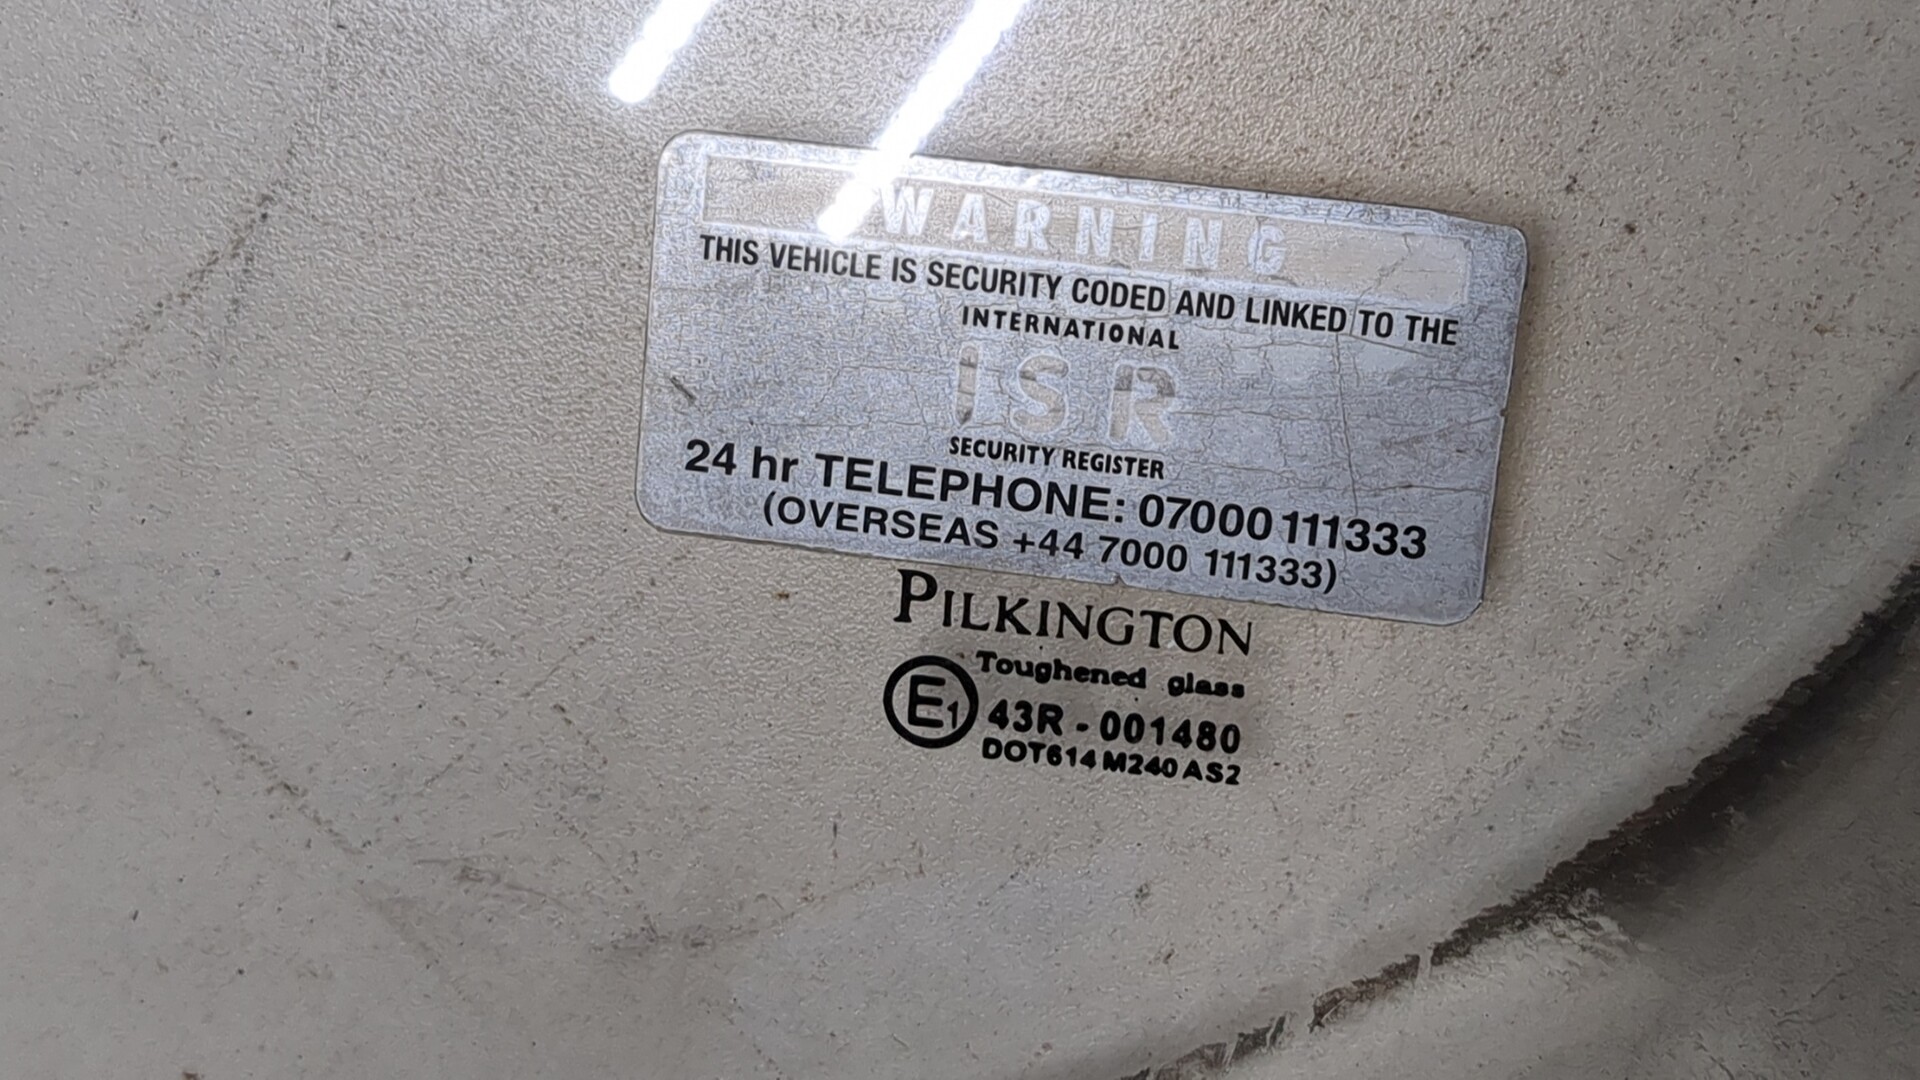 WARNING
THIS VEHICLE IS SECURITY CODED AND LINKED TO THE
INTERNATIONAL
ISR
SECURITY REGISTER
24 hr TELEPHONE: 07000 111333
(OVERSEAS +44 7000 111333)
PILKINGTON
Toughened glass
E1 43R - 001480
DOT614 M240 AS2